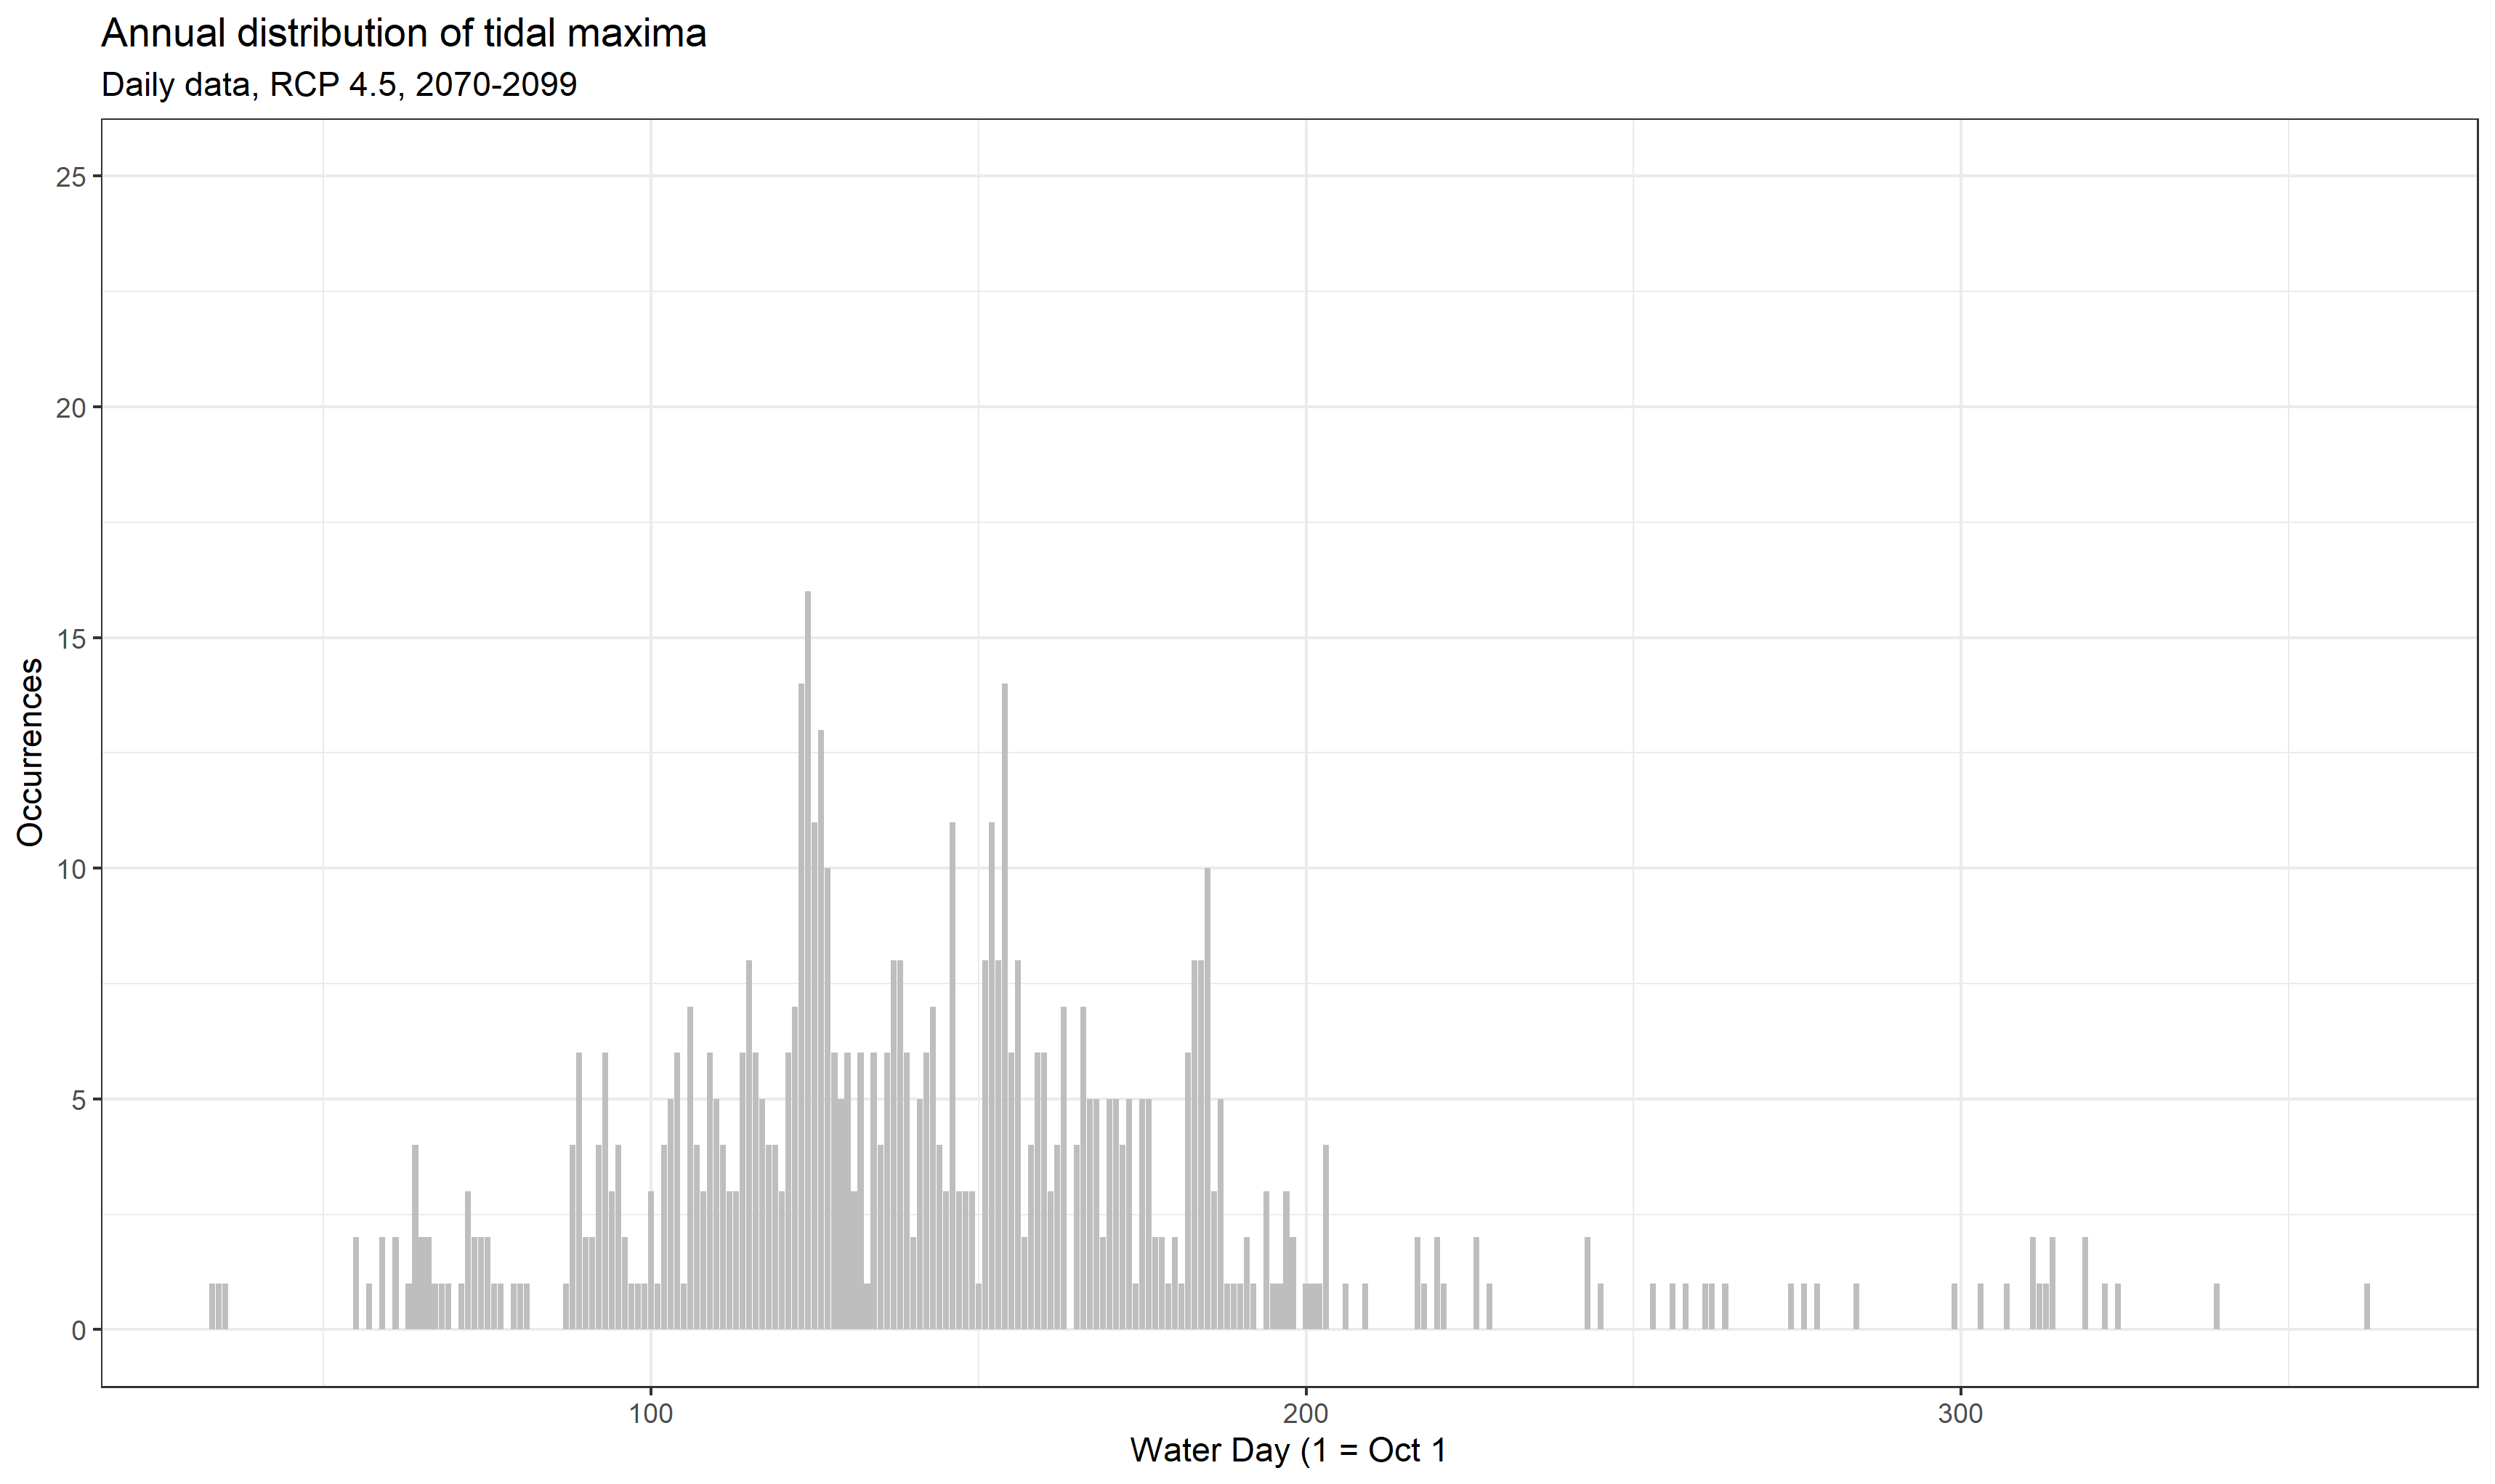 Annual distribution of tidal maxima
Daily data, RCP 4.5, 2070-2099
25
20
15
10
5
0
Occurrences
100 200 300
Water Day (1 = Oct 1